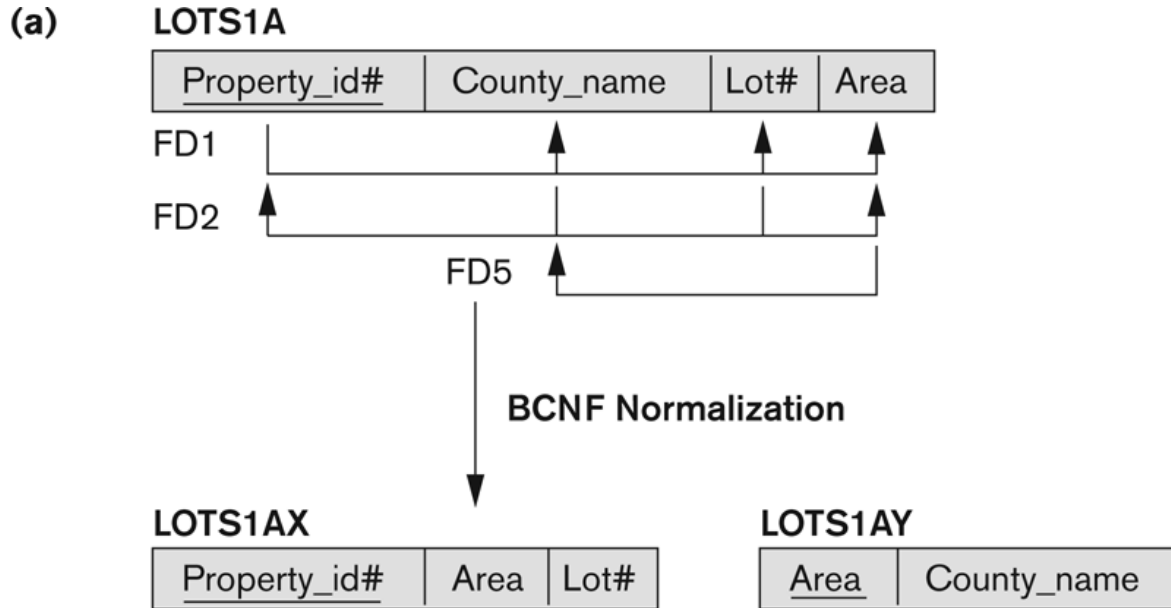 (a) LOTS1A
Property_id# County_name Lot# Area
FD1
FD2
FD5
BCNF Normalization
LOTS1AX LOTS1AY
Property_id# Area Lot# Area County_name